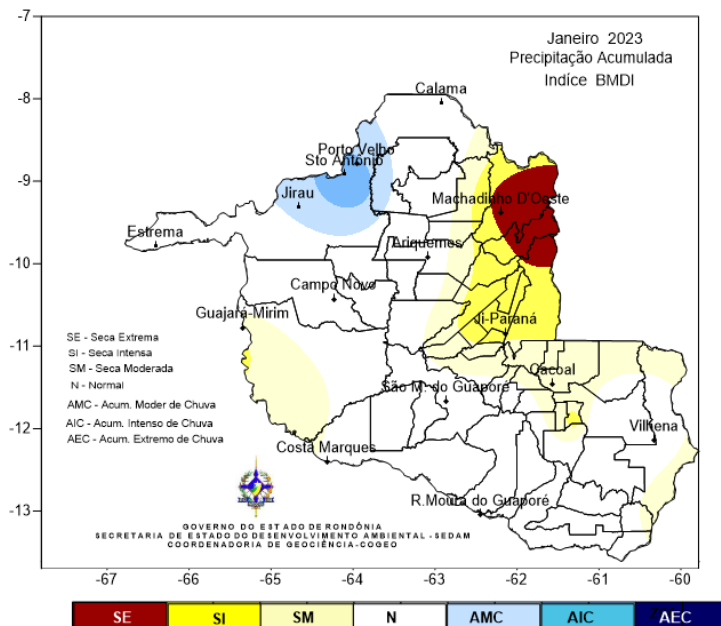 Janeiro 2023
Precipitação Acumulada
Indíce BMDI
-7
-8
-9
-10
-11
-12
-13
Calama
Porto Velho
Sto Antônio
Jirau
Machadinho D'Oeste
Estrema
Ariquemes
Campo Novo
Guajará-Mirim
Ji-Paraná
Cacoal
São M. do Guaporé
Vilhena
Costa Marques
R.Moura do Guaporé
SE - Seca Extrema
SI - Seca Intensa
SM - Seca Moderada
N - Normal
AMC - Acum. Moder de Chuva
AIC - Acum. Intenso de Chuva
AEC - Acum. Extremo de Chuva
GOVERNO DO ESTADO DE RONDÔNIA
SECRETARIA DE ESTADO DE DESENVOLVIMENTO AMBIENTAL -SEDAM
COORDENADORIA DE GEOCIÊNCIA-COGEO
-67 -66 -65 -64 -63 -62 -61 -60
SE SI SM N AMC AIC AEC